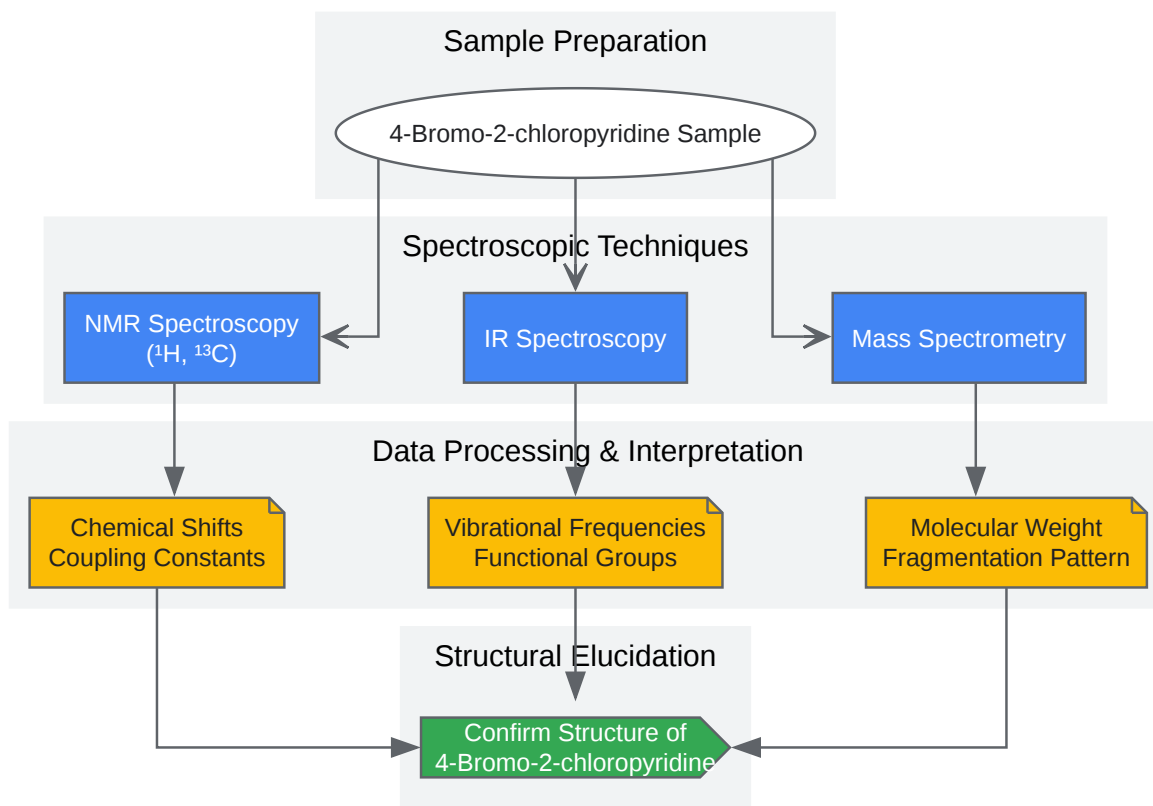 Sample Preparation
4-Bromo-2-chloropyridine Sample
Spectroscopic Techniques
NMR Spectroscopy
(¹H, ¹³C)
IR Spectroscopy
Mass Spectrometry
Data Processing & Interpretation
Chemical Shifts
Coupling Constants
Vibrational Frequencies
Functional Groups
Molecular Weight
Fragmentation Pattern
Structural Elucidation
Confirm Structure of
4-Bromo-2-chloropyridine